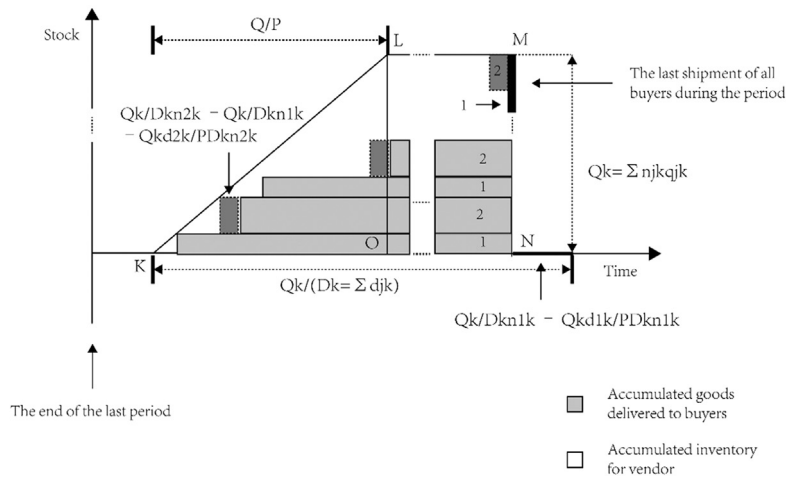 Q/P
Stock
L
M
2
The last shipment of all
buyers during the period
1
Qk/Dkn2k - Qk/Dkn1k
- Qkd2k/PDkn2k
2
Qk=Σnjkqjk
1
2
O
1
N
K
Time
Qk/(Dk=Σdjk)
Qk/Dkn1k - Qkd1k/PDkn1k
The end of the last period
Accumulated goods
delivered to buyers
Accumulated inventory
for vendor